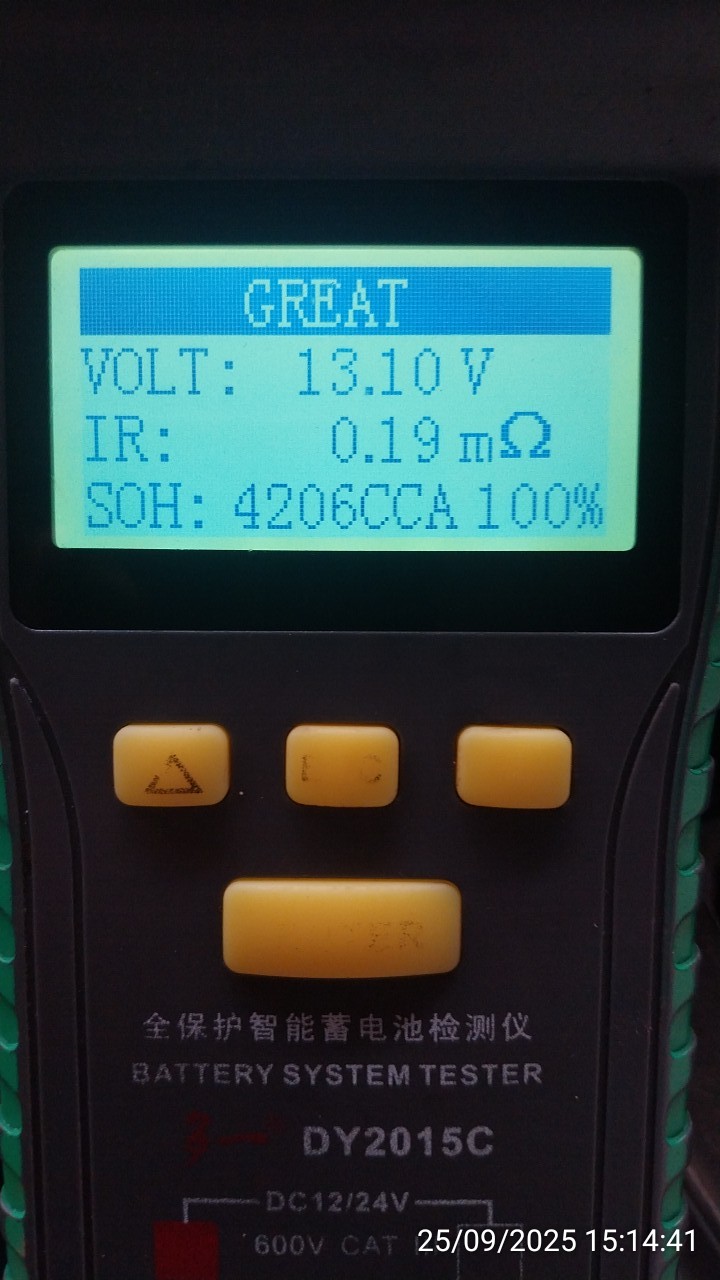 GREAT
VOLT: 13.10 V
IR: 0.19 mΩ
SOH: 4206CCA 100%
全保护智能蓄电池检测仪
BATTERY SYSTEM TESTER
DY2015C
DC12/24V
600V CAT
25/09/2025 15:14:41